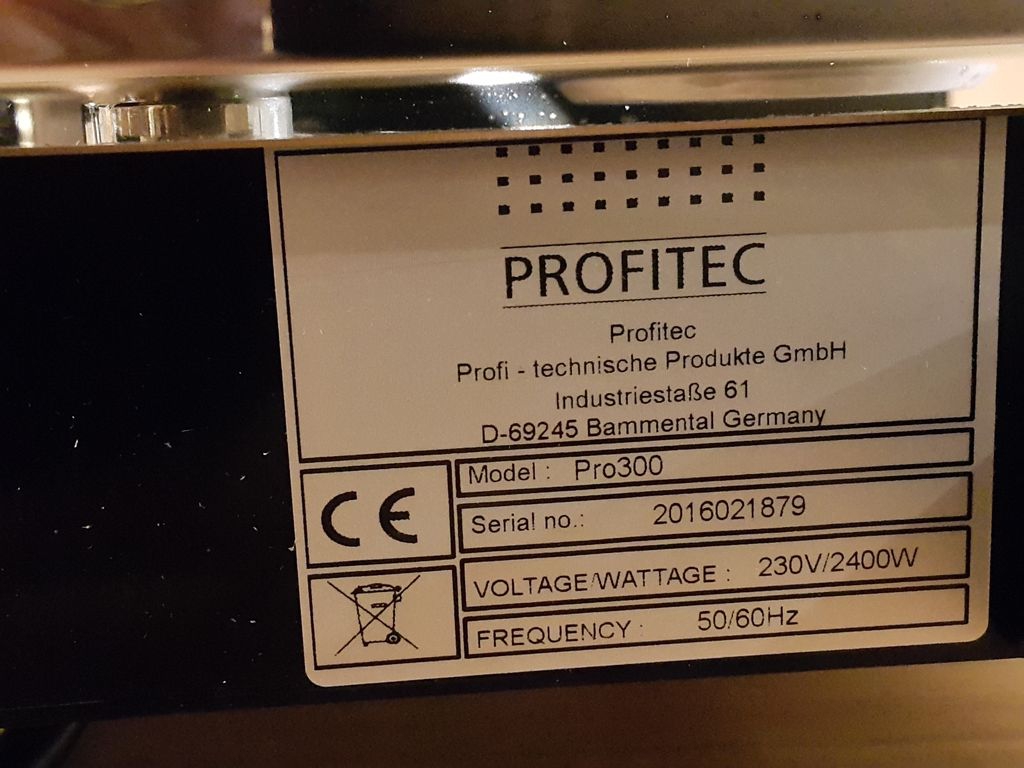 PROFITEC
Profitec
Profi - technische Produkte GmbH
Industriestaße 61
D-69245 Bammental Germany
CE
Model : Pro300
Serial no.: 2016021879
VOLTAGE/WATTAGE : 230V/2400W
FREQUENCY : 50/60Hz